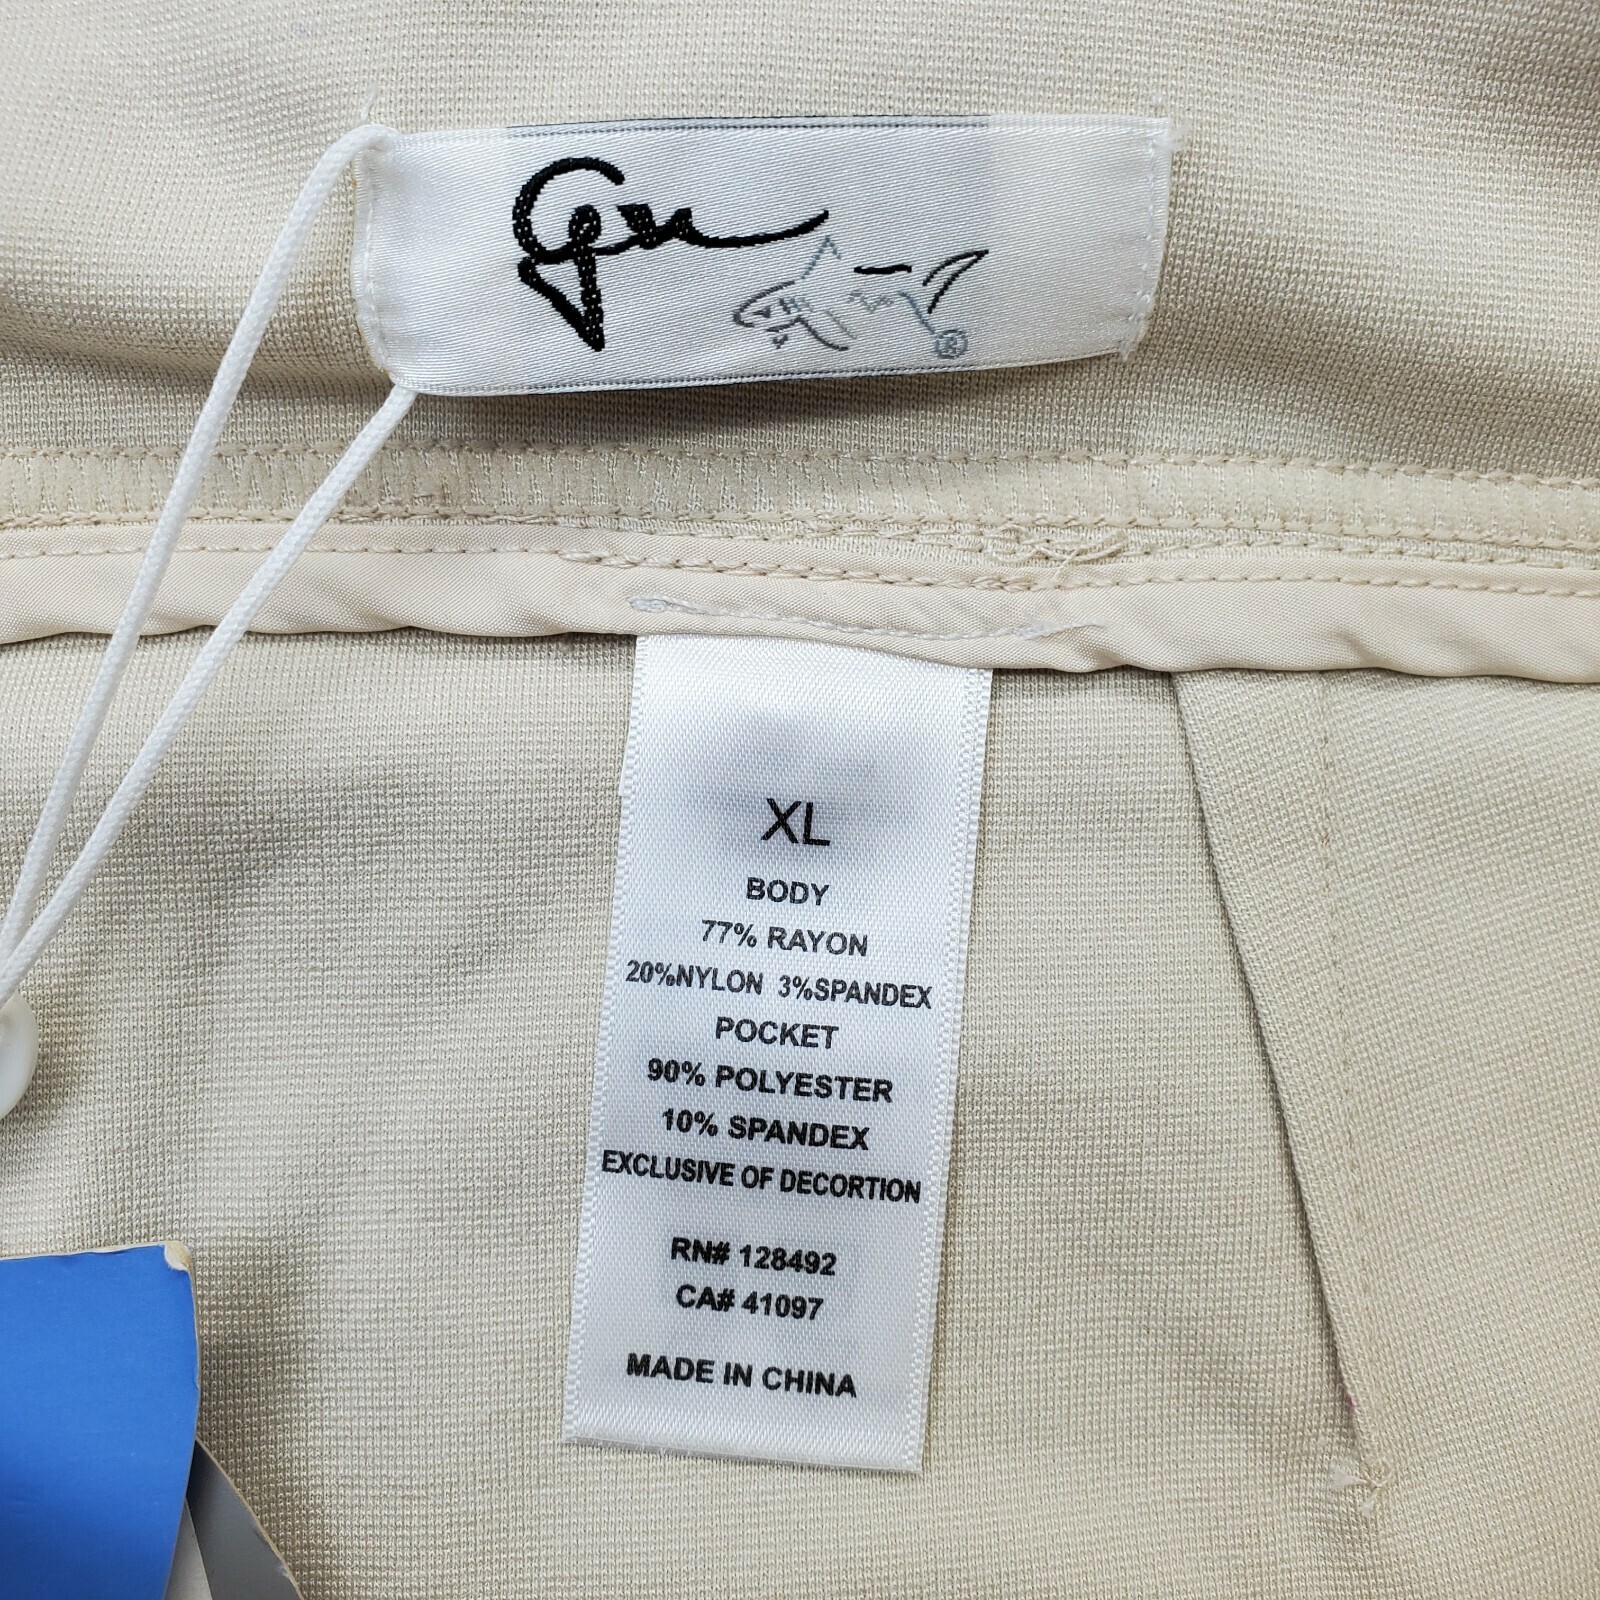 XL
BODY
77% RAYON
20%NYLON 3%SPANDEX
POCKET
90% POLYESTER
10% SPANDEX
EXCLUSIVE OF DECORTION
RN# 128492
CA# 41097
MADE IN CHINA